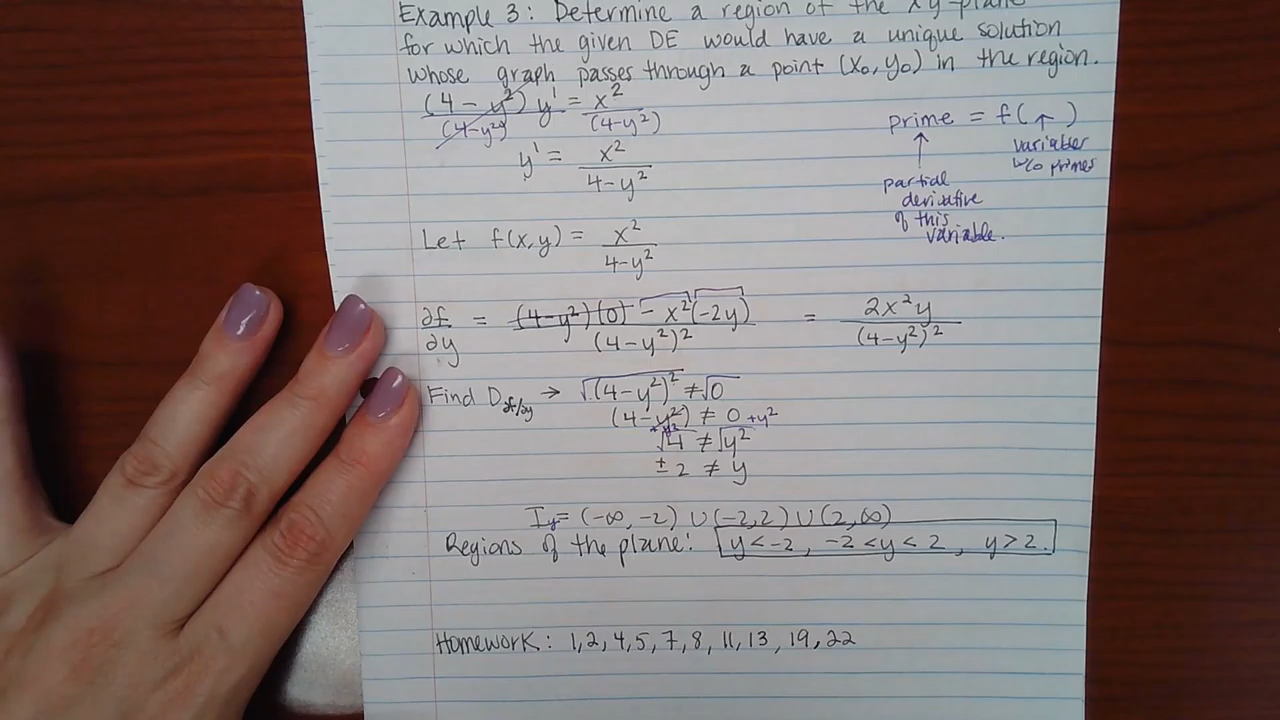 Example 3: Determine a region of the xy-plane
for which the given DE would have a unique solution
whose graph passes through a point (x₀, y₀) in the region.
(4 - y²) y' = x²
(4-y²) (4-y²)
y' = x²
4-y²
prime = f(↑)
↑ variables
w/o primes
partial
derivative
of this
variable.
Let f(x,y) = x²
4-y²
∂f = (4-y²)(0) - x²(-2y) = 2x²y
∂y (4-y²)² (4-y²)²
Find D∂f/∂y → √(4-y²)² ≠ √0
(4-y²) ≠ 0 +y²
+y²
√4 ≠ √y²
± 2 ≠ y
Iy = (-∞, -2) ∪ (-2,2) ∪ (2,∞)
Regions of the plane: y<-2, -2<y<2, y>2.
Homework: 1,2,4,5,7,8,11,13,19,22